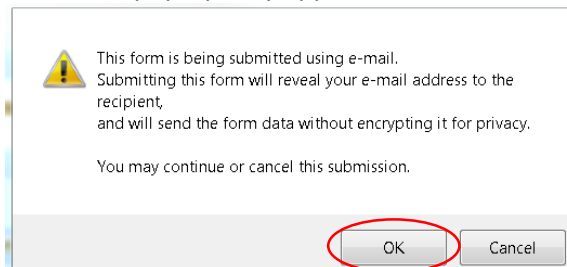 This form is being submitted using e-mail.
Submitting this form will reveal your e-mail address to the
recipient,
and will send the form data without encrypting it for privacy.
You may continue or cancel this submission.
OK Cancel